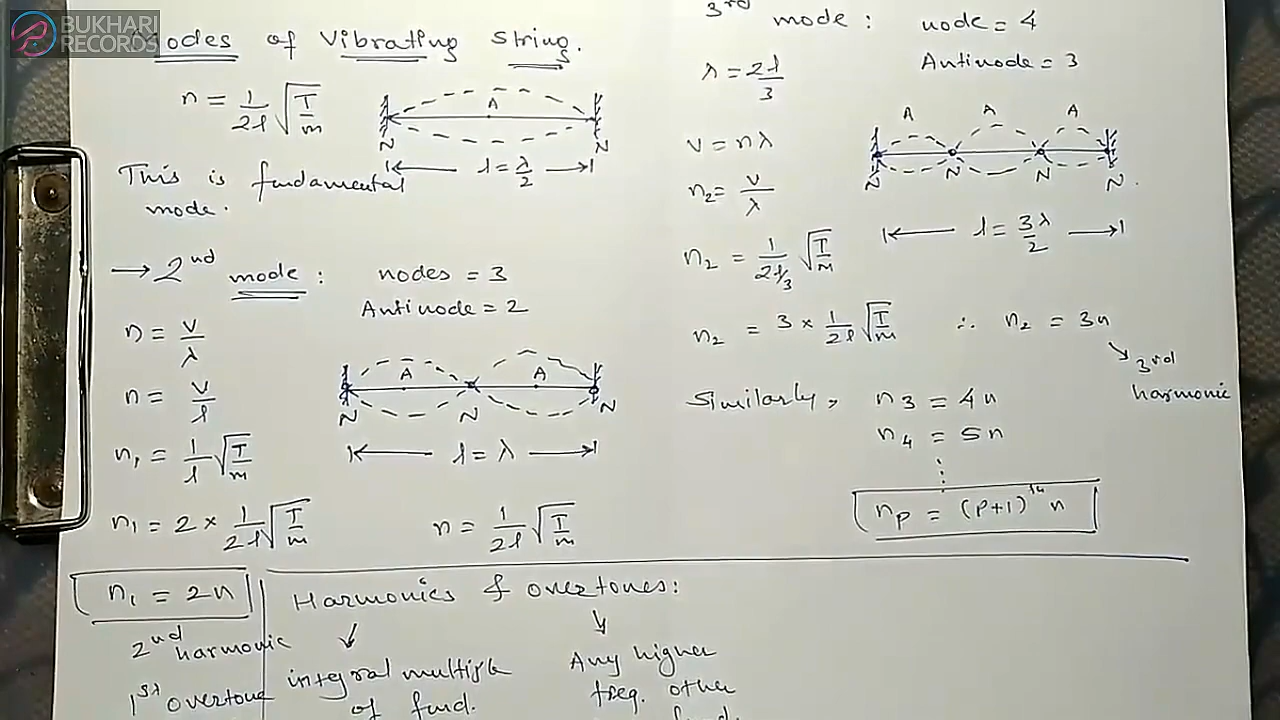 BUKHARI
RECORDS
Modes of Vibrating String.
n = 1/2l √T/m
A
N N
l = λ/2
This is fundamental
mode.
→ 2nd mode : nodes = 3
Antinode = 2
n = v/λ
n = v/l
A A
N N N
l = λ
n1 = 1/l √T/m
n1 = 2 × 1/2l √T/m
n = 1/2l √T/m
n1 = 2n
2nd harmonic
1st overtone
3rd mode : node = 4
Antinode = 3
λ = 2l/3
A A A
N N N N
l = 3λ/2
v = nλ
n2 = v/λ
n2 = 1/2l/3 √T/m
n2 = 3 × 1/2l √T/m ∴ n2 = 3n
3rd
harmonic
Similarly, n3 = 4n
n4 = 5n
np = (P+1)th n
Harmonics & overtones:
integral multiple
of fund.
Any higher
freq. other
fund.